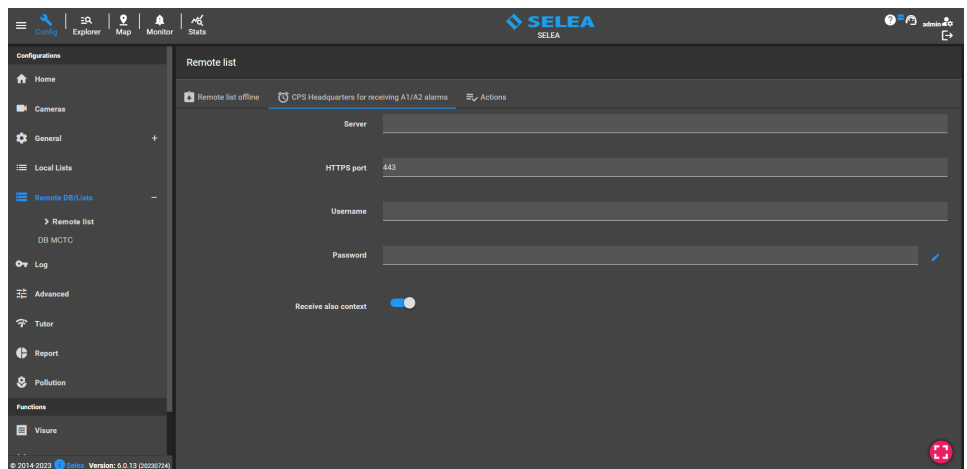 Config
Explorer
Map
Monitor
Stats
SELEA
SELEA
admin
Configurations
Home
Cameras
General +
Local Lists
Remote DB/Lists −
Remote list
DB MCTC
Log
Advanced
Tutor
Report
Pollution
Functions
Visure
© 2014-2023 Selea Version: 6.0.13 (20230724)
Remote list
Remote list offline
CPS Headquarters for receiving A1/A2 alarms
Actions
Server
HTTPS port 443
Username
Password
Receive also context